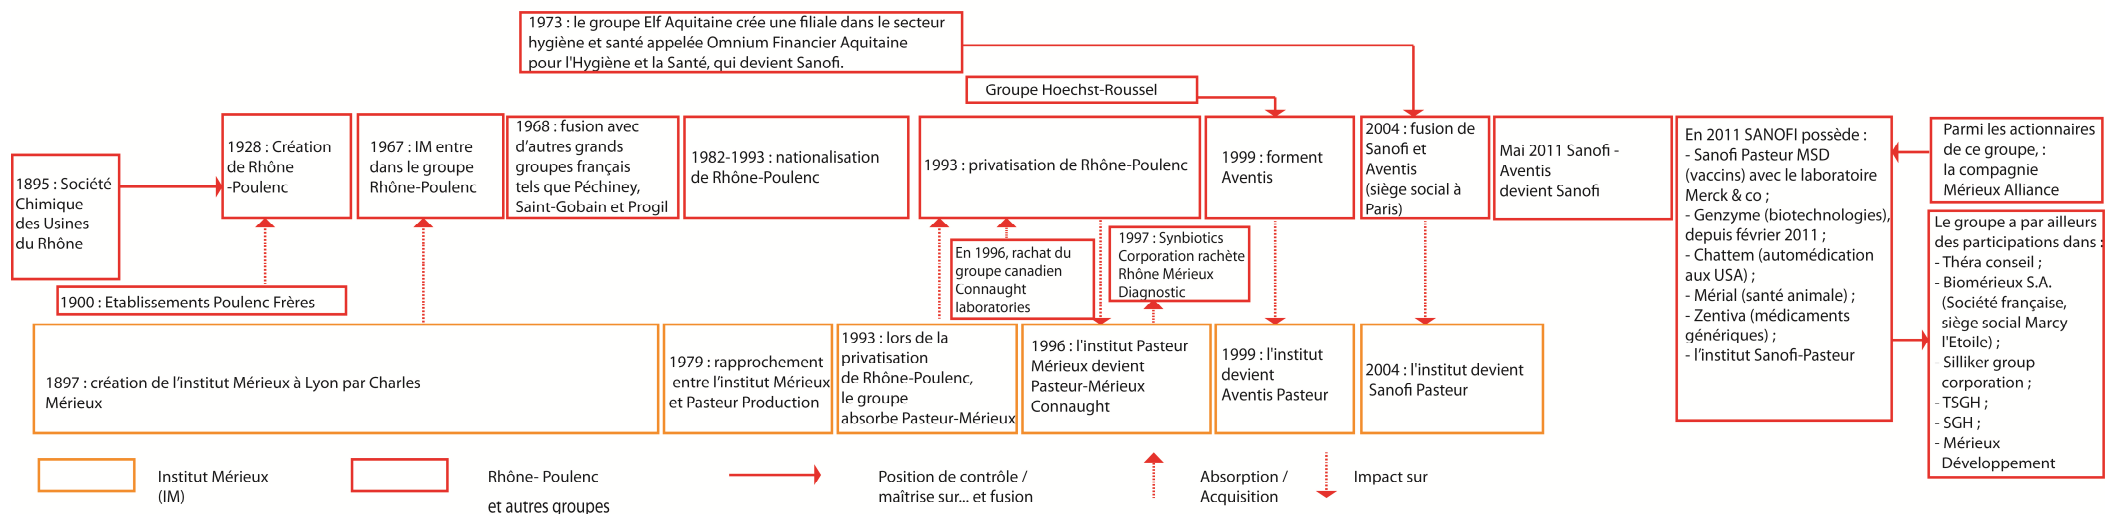 1973 : le groupe Elf Aquitaine crée une filiale dans le secteur
hygiène et santé appelée Omnium Financier Aquitaine
pour l'Hygiène et la Santé, qui devient Sanofi.
Groupe Hoechst-Roussel
1895 : Société
Chimique
des Usines
du Rhône
1928 : Création
de Rhône
-Poulenc
1967 : IM entre
dans le groupe
Rhône-Poulenc
1968 : fusion avec
d'autres grands
groupes français
tels que Péchiney,
Saint-Gobain et Progil
1982-1993 : nationalisation
de Rhône-Poulenc
1993 : privatisation de Rhône-Poulenc
1999 : forment
Aventis
2004 : fusion de
Sanofi et
Aventis
(siège social à
Paris)
Mai 2011 Sanofi -
Aventis
devient Sanofi
En 2011 SANOFI possède :
- Sanofi Pasteur MSD
(vaccins) avec le laboratoire
Merck & co ;
- Genzyme (biotechnologies),
depuis février 2011 ;
- Chattem (automédication
aux USA) ;
- Mérial (santé animale) ;
- Zentiva (médicaments
génériques) ;
- l'institut Sanofi-Pasteur
Parmi les actionnaires
de ce groupe, :
la compagnie
Mérieux Alliance
Le groupe a par ailleurs
des participations dans :
- Théra conseil ;
- Biomérieux S.A.
(Société française,
siège social Marcy
l'Etoile) ;
- Silliker group
corporation ;
- TSGH ;
- SGH ;
- Mérieux
Développement
1900 : Etablissements Poulenc Frères
En 1996, rachat du
groupe canadien
Connaught
laboratories
1997 : Synbiotics
Corporation rachète
Rhône Mérieux
Diagnostic
1897 : création de l'institut Mérieux à Lyon par Charles
Mérieux
1979 : rapprochement
entre l'institut Mérieux
et Pasteur Production
1993 : lors de la
privatisation
de Rhône-Poulenc,
le groupe
absorbe Pasteur-Mérieux
1996 : l'institut Pasteur
Mérieux devient
Pasteur-Mérieux
Connaught
1999 : l'institut
devient
Aventis Pasteur
2004 : l'institut devient
Sanofi Pasteur
Institut Mérieux
(IM)
Rhône- Poulenc
et autres groupes
Position de contrôle /
maîtrise sur... et fusion
Absorption /
Acquisition
Impact sur